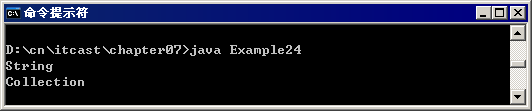 命令提示符
D:\cn\itcast\chapter07>java Example24
String
Collection